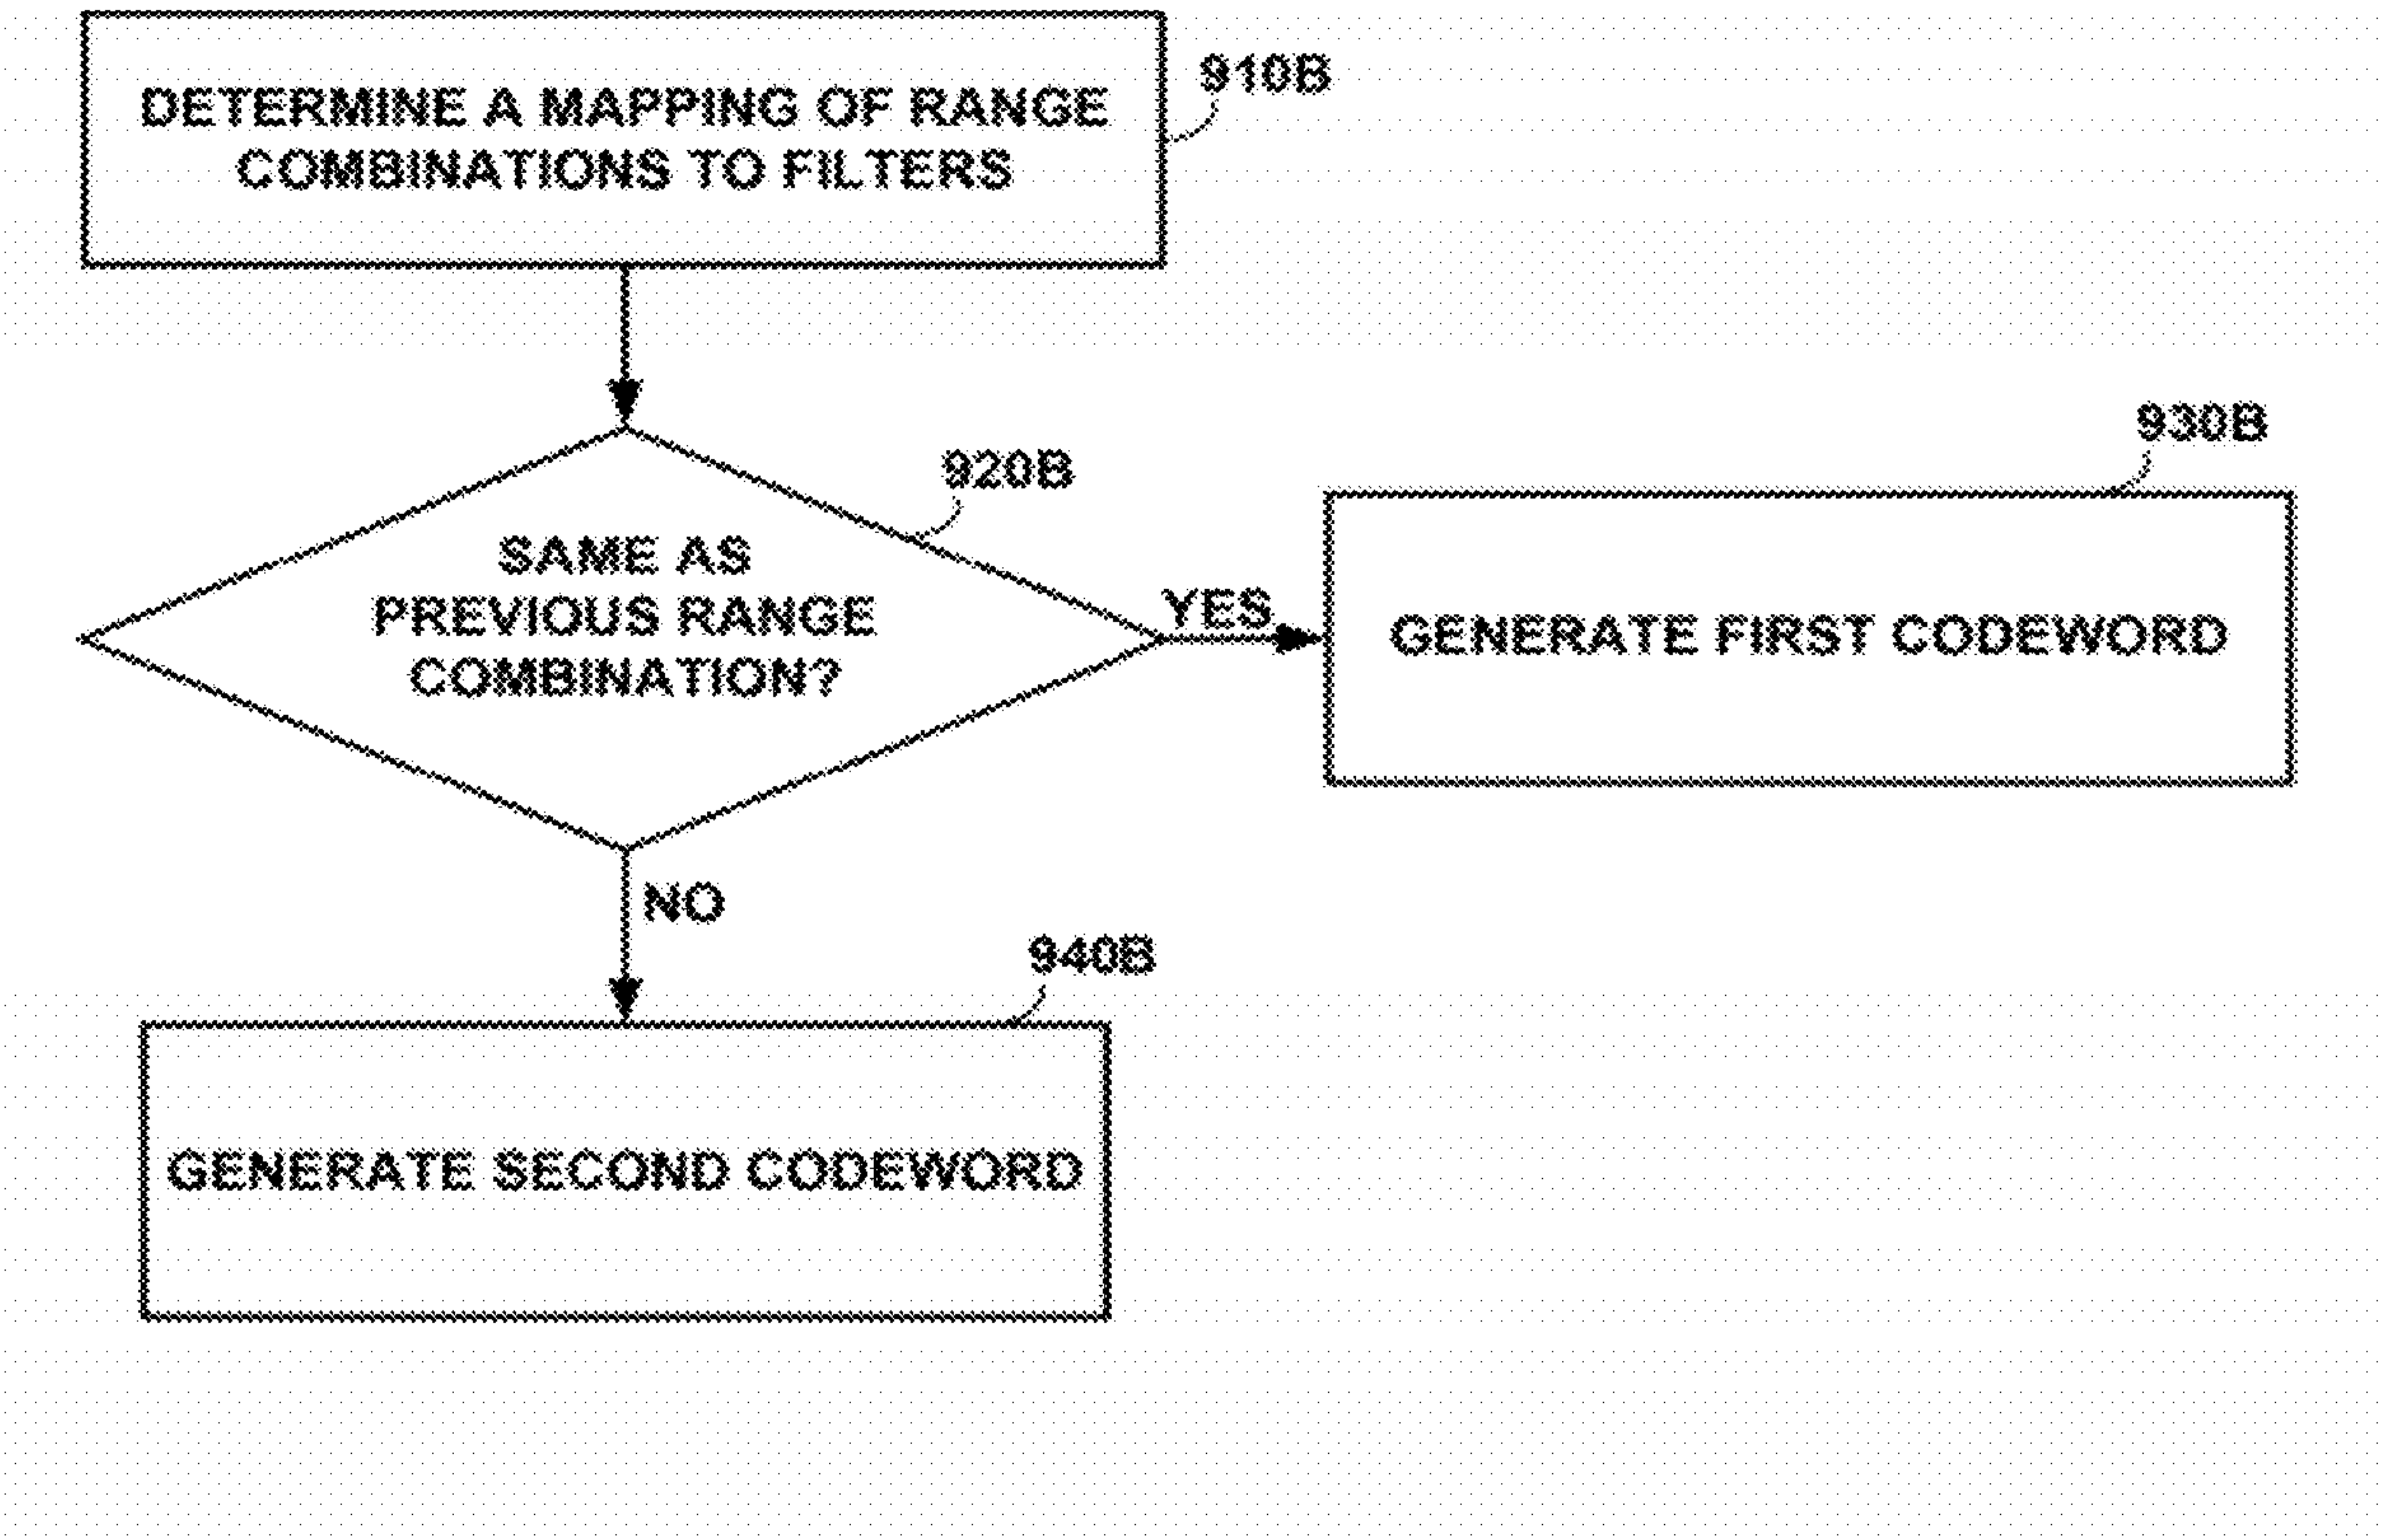 DETERMINE A MAPPING OF RANGE
COMBINATIONS TO FILTERS
910B
920B
SAME AS
PREVIOUS RANGE
COMBINATION?
YES
930B
GENERATE FIRST CODEWORD
NO
940B
GENERATE SECOND CODEWORD